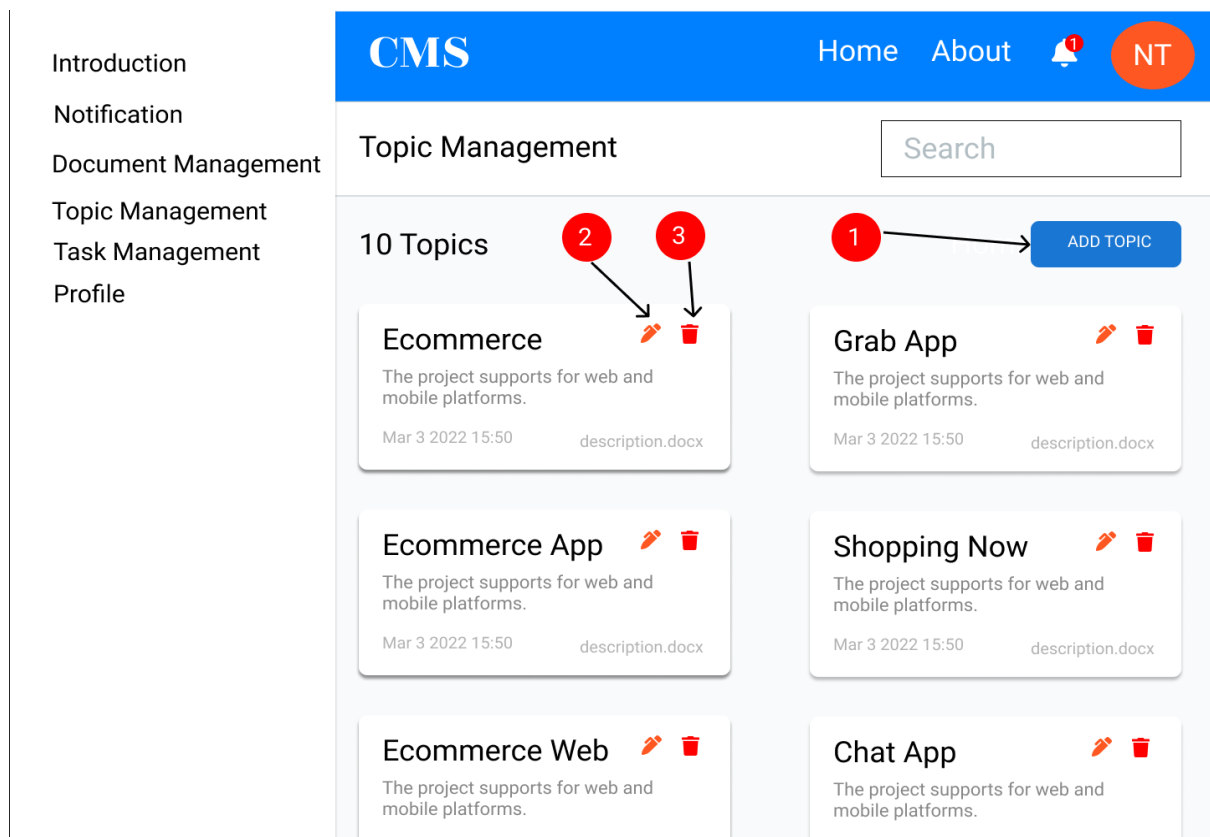 Introduction
Notification
Document Management
Topic Management
Task Management
Profile
CMS
Home
About
1
NT
Topic Management
Search
10 Topics
2
3
1
ADD TOPIC
Ecommerce
The project supports for web and
mobile platforms.
Mar 3 2022 15:50
description.docx
Grab App
The project supports for web and
mobile platforms.
Mar 3 2022 15:50
description.docx
Ecommerce App
The project supports for web and
mobile platforms.
Mar 3 2022 15:50
description.docx
Shopping Now
The project supports for web and
mobile platforms.
Mar 3 2022 15:50
description.docx
Ecommerce Web
The project supports for web and
mobile platforms.
Chat App
The project supports for web and
mobile platforms.